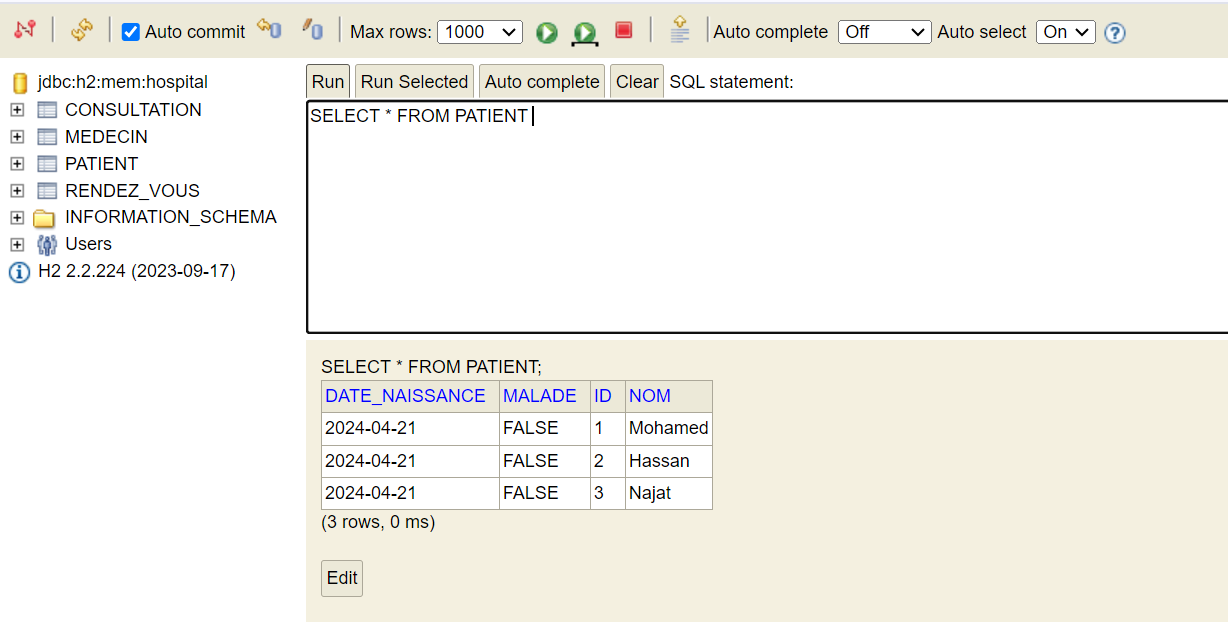 Auto commit Max rows: 1000 Auto complete Off Auto select On
jdbc:h2:mem:hospital
CONSULTATION
MEDECIN
PATIENT
RENDEZ_VOUS
INFORMATION_SCHEMA
Users
H2 2.2.224 (2023-09-17)
Run Run Selected Auto complete Clear SQL statement:
SELECT * FROM PATIENT
SELECT * FROM PATIENT;
DATE_NAISSANCE MALADE ID NOM
2024-04-21 FALSE 1 Mohamed
2024-04-21 FALSE 2 Hassan
2024-04-21 FALSE 3 Najat
(3 rows, 0 ms)
Edit